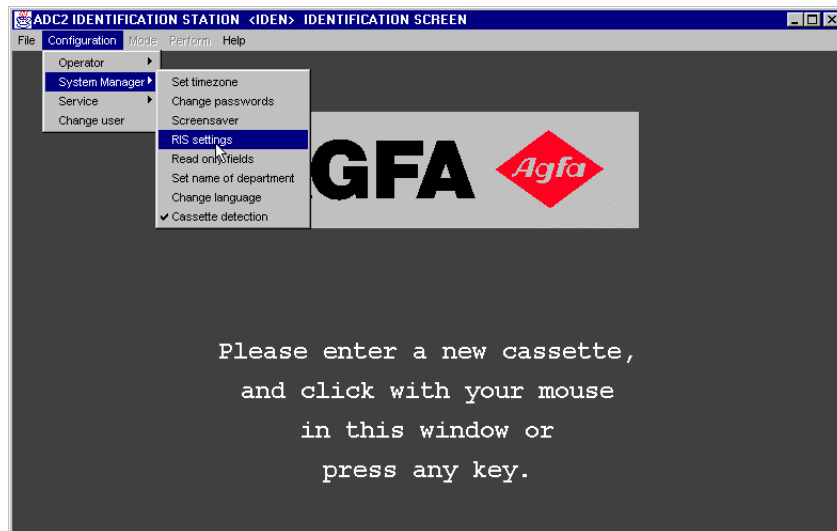 ADC2 IDENTIFICATION STATION <IDEN> IDENTIFICATION SCREEN
File Configuration Mode Perform Help
Operator
System Manager
Service
Change user
Set timezone
Change passwords
Screensaver
RIS settings
Read only fields
Set name of department
Change language
Cassette detection
AGFA
Agfa
Please enter a new cassette,
and click with your mouse
in this window or
press any key.